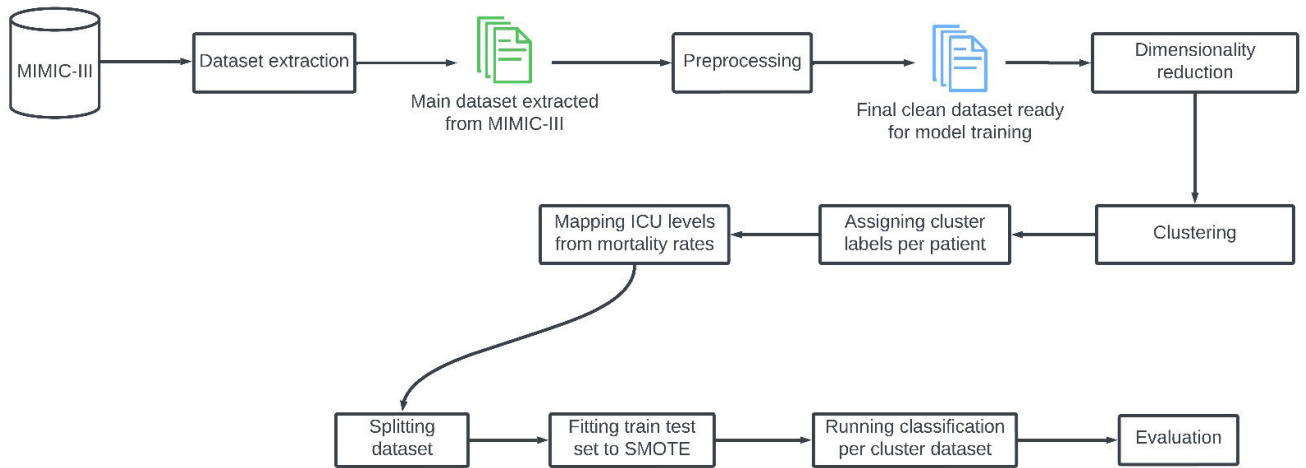 MIMIC-III
Dataset extraction
Main dataset extracted
from MIMIC-III
Preprocessing
Final clean dataset ready
for model training
Dimensionality
reduction
Clustering
Assigning cluster
labels per patient
Mapping ICU levels
from mortality rates
Splitting
dataset
Fitting train test
set to SMOTE
Running classification
per cluster dataset
Evaluation